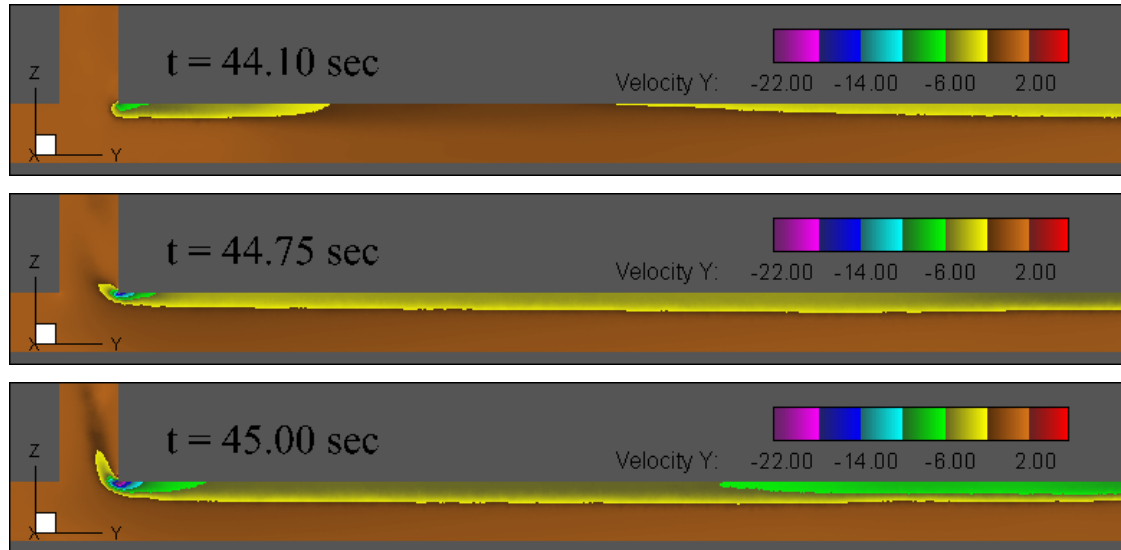 t = 44.10 sec
Z
X
Y
Velocity Y: -22.00 -14.00 -6.00 2.00
t = 44.75 sec
Z
X
Y
Velocity Y: -22.00 -14.00 -6.00 2.00
t = 45.00 sec
Z
X
Y
Velocity Y: -22.00 -14.00 -6.00 2.00